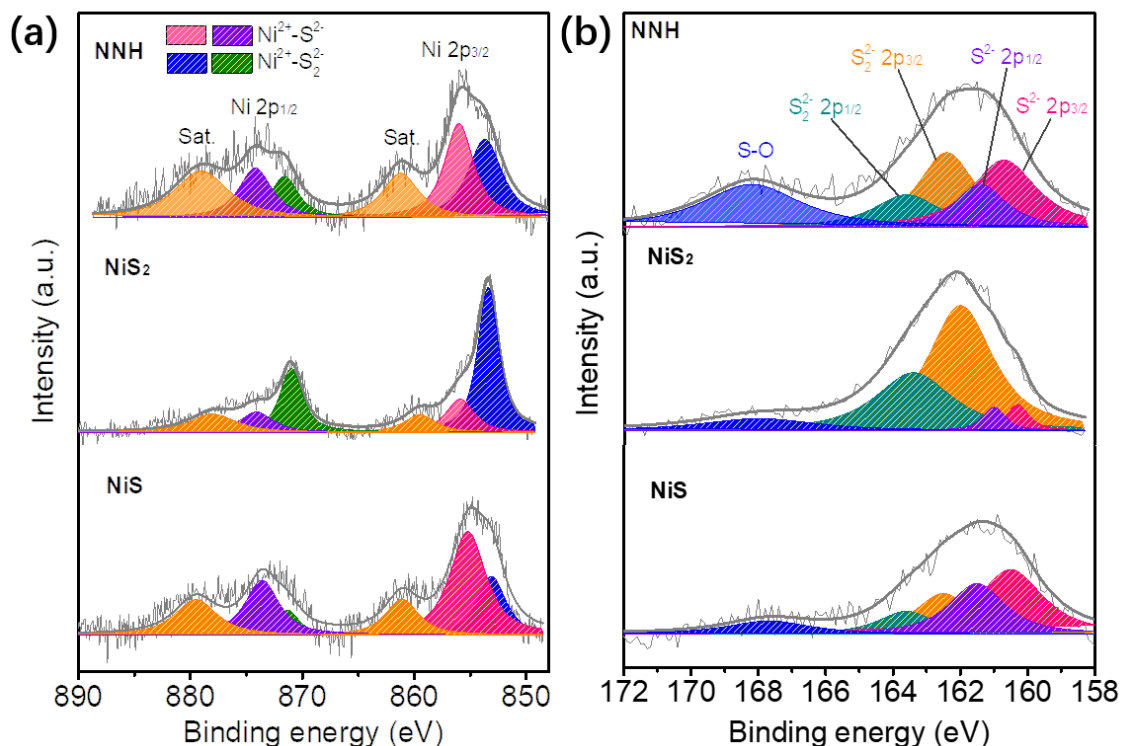 (a)
NNH
Ni²⁺-S²⁻
Ni²⁺-S₂²⁻
Ni 2p₃/₂
Ni 2p₁/₂
Sat.
Sat.
NiS₂
NiS
Intensity (a.u.)
890 880 870 860 850
Binding energy (eV)
(b)
NNH
S₂²⁻ 2p₃/₂
S²⁻ 2p₁/₂
S₂²⁻ 2p₁/₂
S²⁻ 2p₃/₂
S-O
NiS₂
NiS
Intensity (a.u.)
172 170 168 166 164 162 160 158
Binding energy (eV)